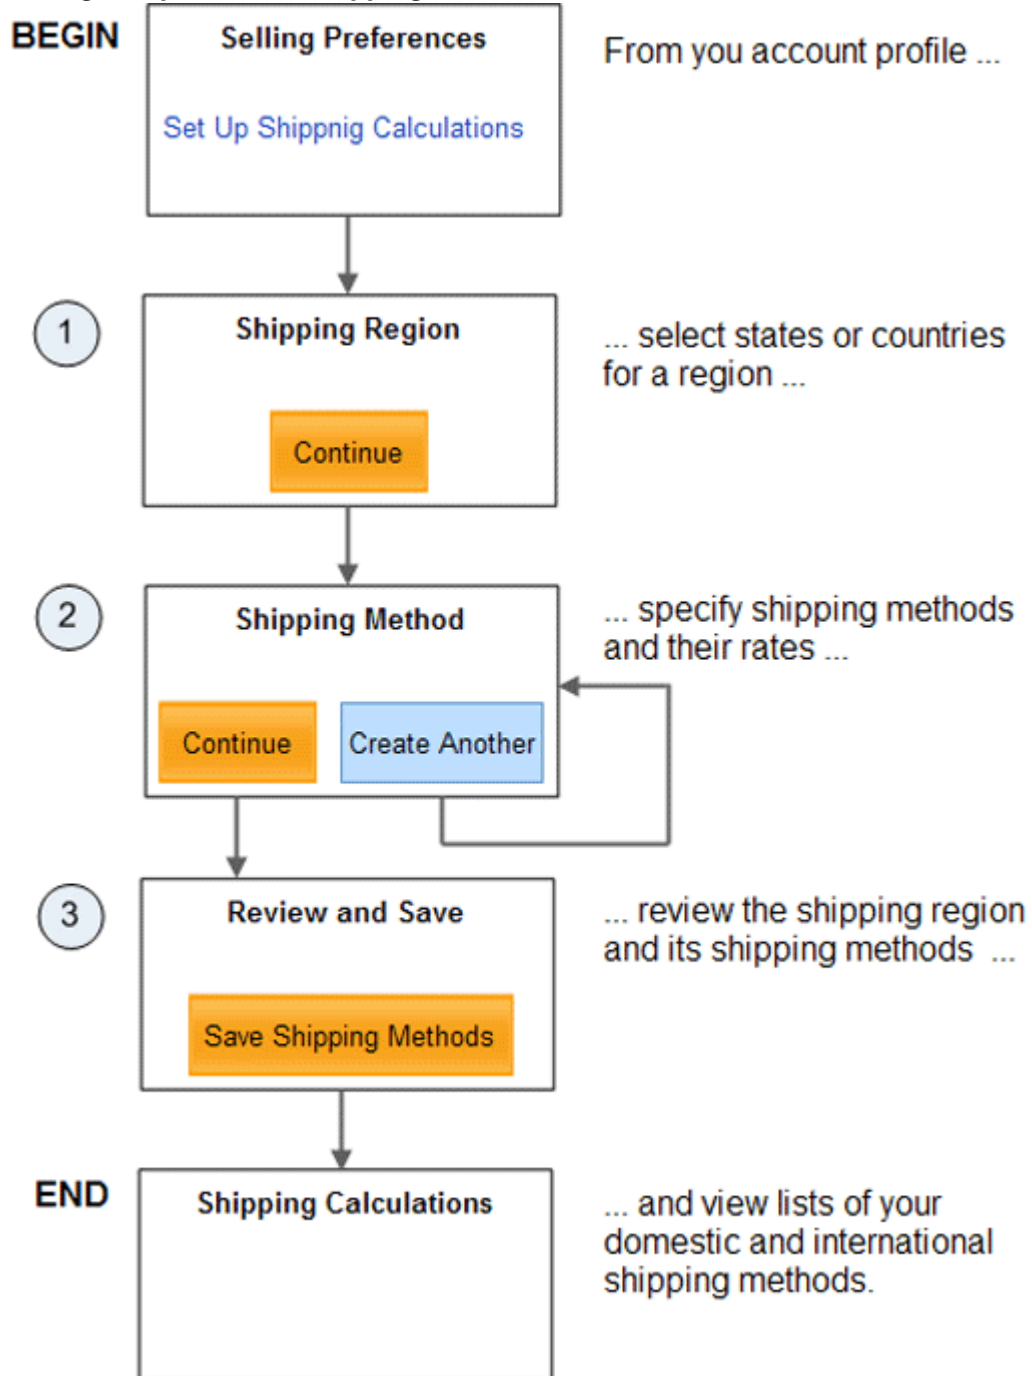 BEGIN
Selling Preferences
From you account profile ...
Set Up Shippnig Calculations
1
Shipping Region
... select states or countries
for a region ...
Continue
2
Shipping Method
... specify shipping methods
and their rates ...
Continue
Create Another
3
Review and Save
... review the shipping region
and its shipping methods ...
Save Shipping Methods
END
Shipping Calculations
... and view lists of your
domestic and international
shipping methods.